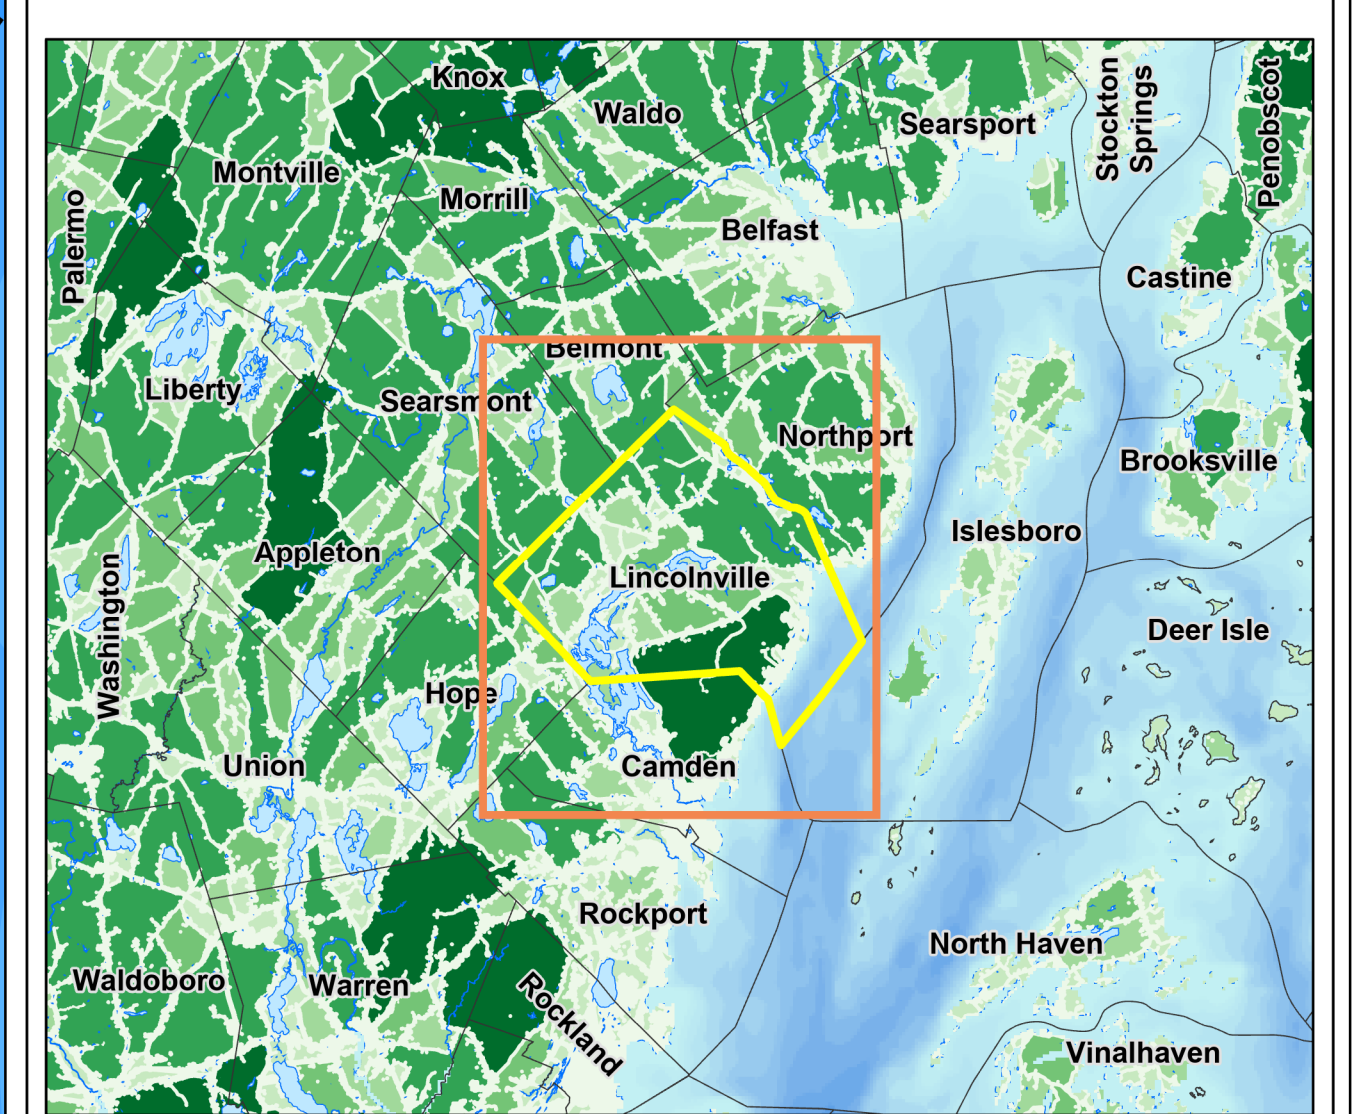 Knox
Waldo
Searsport
Stockton
Springs
Penobscot
Montville
Morrill
Palermo
Belfast
Castine
Belmont
Liberty
Searsmont
Northport
Brooksville
Islesboro
Appleton
Lincolnville
Washington
Deer Isle
Hope
Union
Camden
Rockport
North Haven
Waldoboro
Warren
Rockland
Vinalhaven